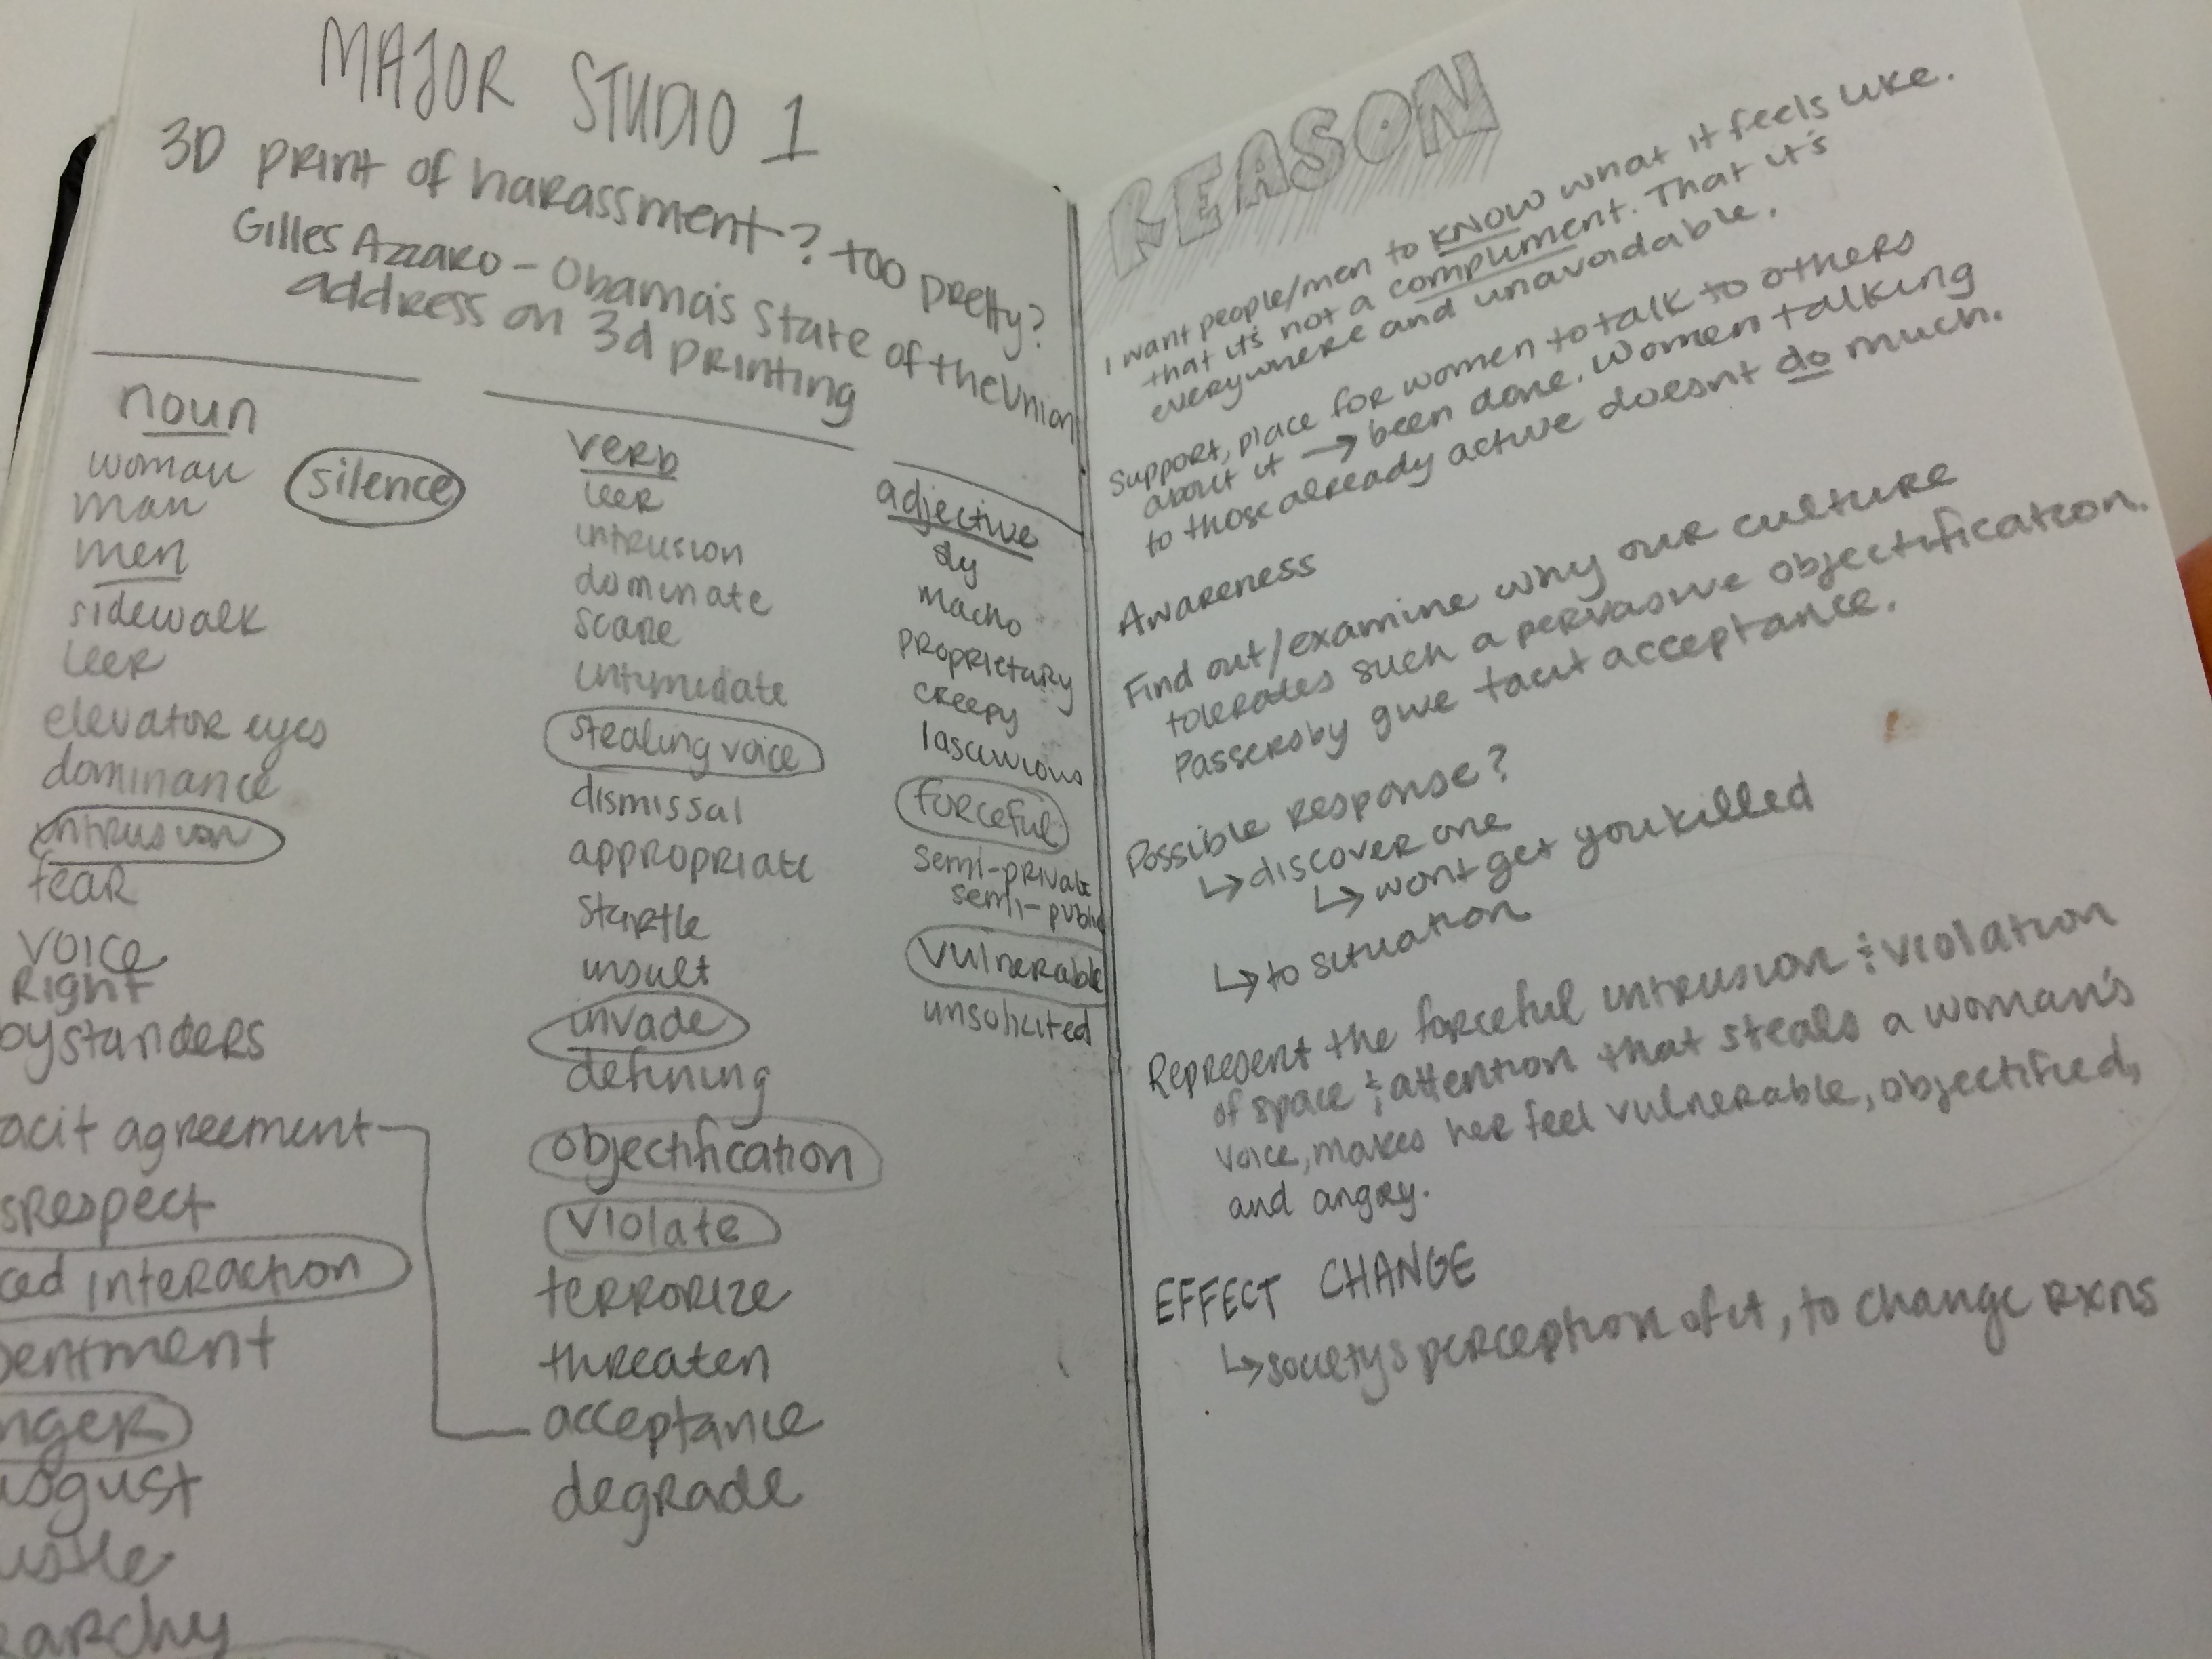 MAJOR STUDIO 1
3D print of harassment? too pretty?
Gilles Azzaro - Obama's State of the Union
address on 3d printing
noun
woman
silence
man
men
sidewalk
leer
elevator eyes
dominance
intrusion
fear
voice
Right
bystanders
acit agreement
srespect
ced interaction
entment
nger
sgust
istle
archy
verb
leer
intrusion
dominate
scare
intimidate
stealing voice
dismissal
appropriate
startle
insult
invade
defining
objectification
violate
terrorize
threaten
acceptance
degrade
adjective
sly
macho
proprietary
creepy
lascivious
forceful
semi-private
semi-public
vulnerable
unsolicited
REASON
I want people/men to KNOW what it feels like.
that it's not a compliment. That it's
everywhere and unavoidable.
Support, place for women to talk to others
about it → been done. Women talking
to those already active doesnt do much.
Awareness
Find out/examine why our culture
tolerates such a pervasive objectification.
Passersby give tacit acceptance.
Possible response?
↳ discover one
↳ wont get you killed
↳ to situation
Represent the forceful intrusion & violation
of space & attention that steals a woman's
voice, makes her feel vulnerable, objectified,
and angry.
EFFECT CHANGE
↳ societys perception of it, to change rxns